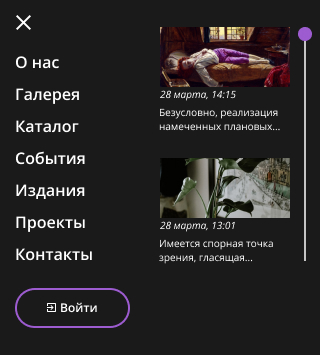 О нас
Галерея
Каталог
События
Издания
Проекты
Контакты
Войти
28 марта, 14:15
Безусловно, реализация
намеченных плановых...
28 марта, 13:01
Имеется спорная точка
зрения, гласящая...